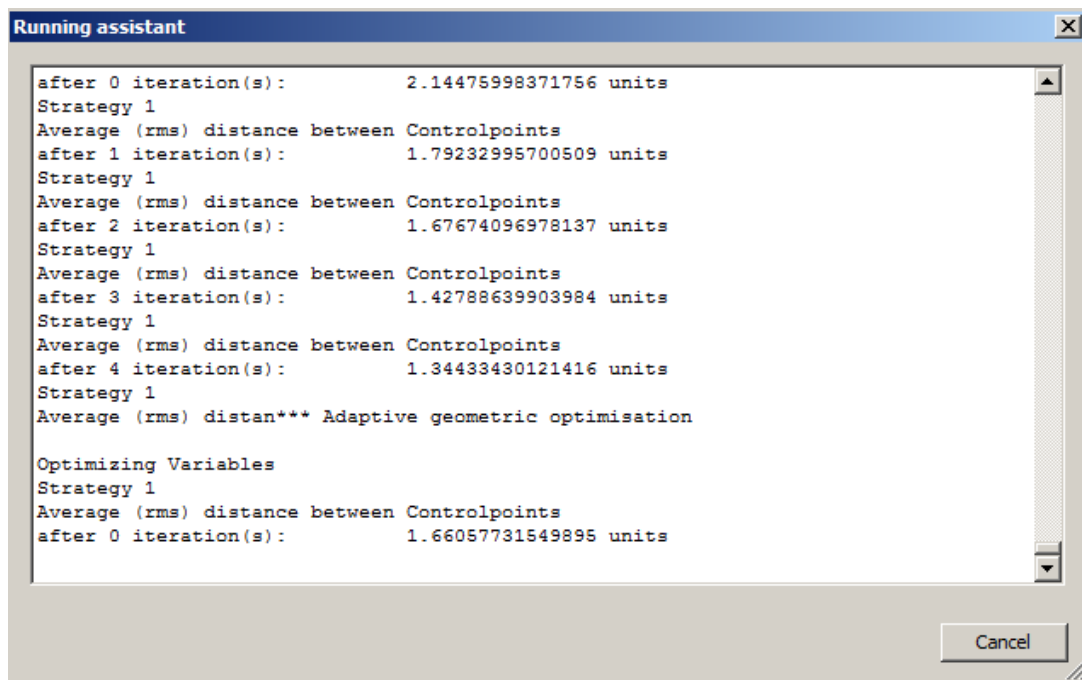 Running assistant
after 0 iteration(s): 2.14475998371756 units
Strategy 1
Average (rms) distance between Controlpoints
after 1 iteration(s): 1.79232995700509 units
Strategy 1
Average (rms) distance between Controlpoints
after 2 iteration(s): 1.67674096978137 units
Strategy 1
Average (rms) distance between Controlpoints
after 3 iteration(s): 1.42788639903984 units
Strategy 1
Average (rms) distance between Controlpoints
after 4 iteration(s): 1.34433430121416 units
Strategy 1
Average (rms) distan*** Adaptive geometric optimisation
Optimizing Variables
Strategy 1
Average (rms) distance between Controlpoints
after 0 iteration(s): 1.66057731549895 units
Cancel